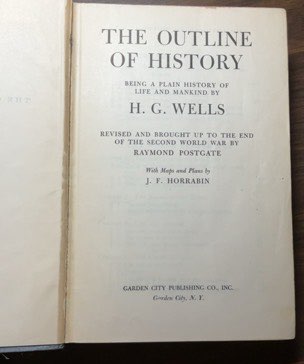 THE OUTLINE
OF HISTORY
BEING A PLAIN HISTORY OF
LIFE AND MANKIND BY
H. G. WELLS
REVISED AND BROUGHT UP TO THE END
OF THE SECOND WORLD WAR BY
RAYMOND POSTGATE
With Maps and Plans by
J. F. HORRABIN
GARDEN CITY PUBLISHING CO., INC.
Garden City, N. Y.